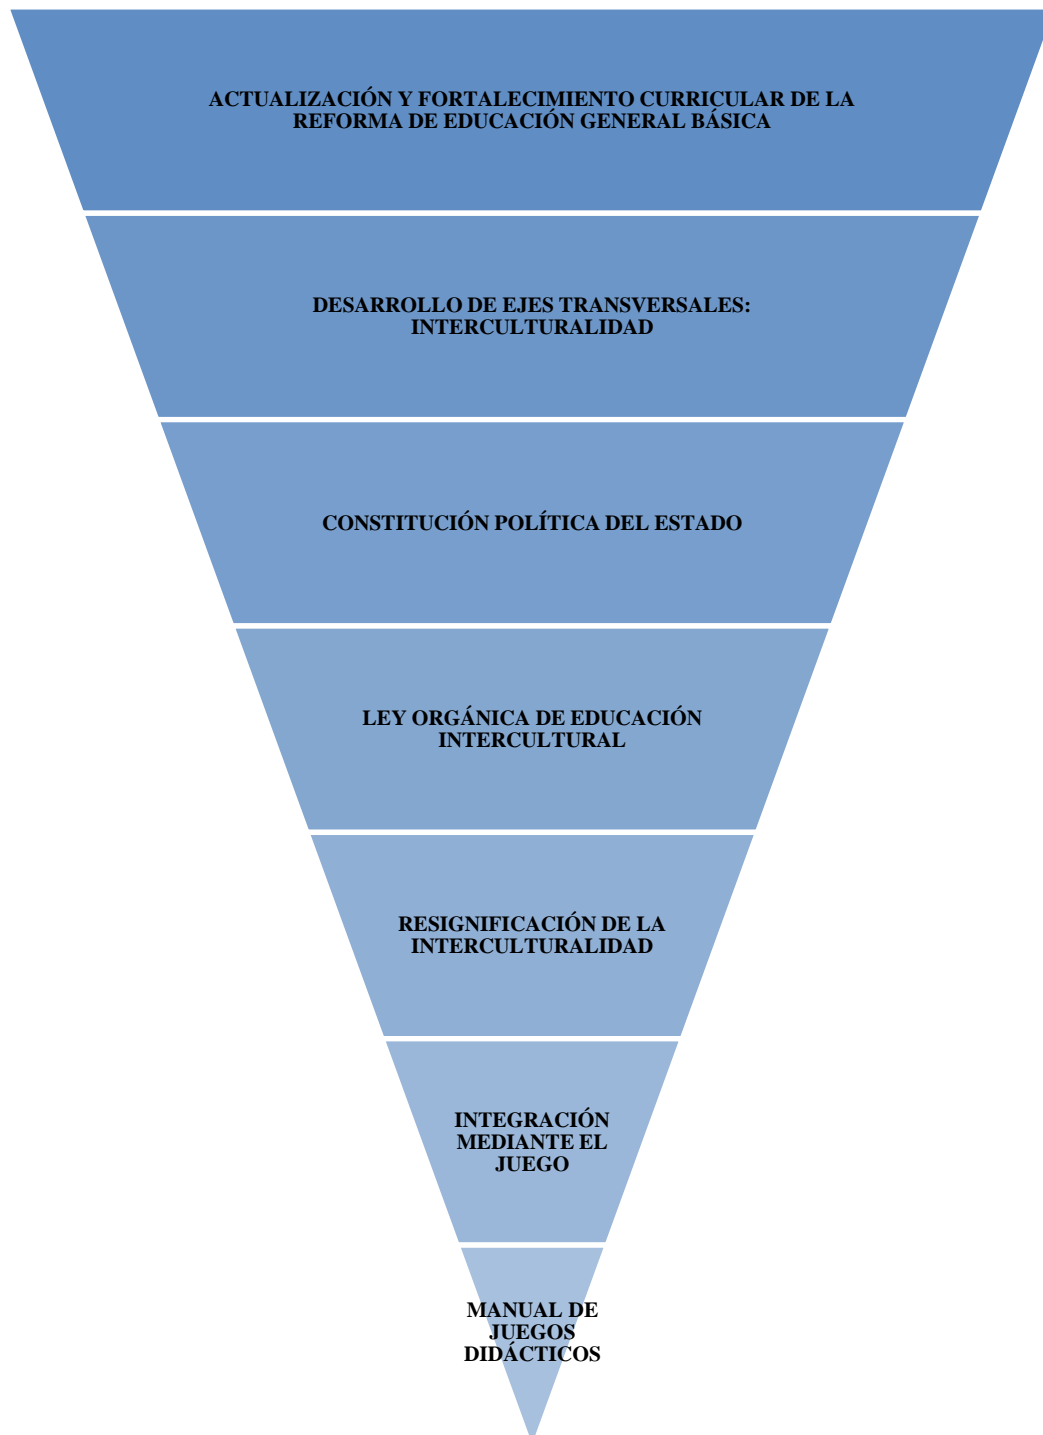 ACTUALIZACIÓN Y FORTALECIMIENTO CURRICULAR DE LA
REFORMA DE EDUCACIÓN GENERAL BÁSICA
DESARROLLO DE EJES TRANSVERSALES:
INTERCULTURALIDAD
CONSTITUCIÓN POLÍTICA DEL ESTADO
LEY ORGÁNICA DE EDUCACIÓN
INTERCULTURAL
RESIGNIFICACIÓN DE LA
INTERCULTURALIDAD
INTEGRACIÓN
MEDIANTE EL
JUEGO
MANUAL DE
JUEGOS
DIDÁCTICOS